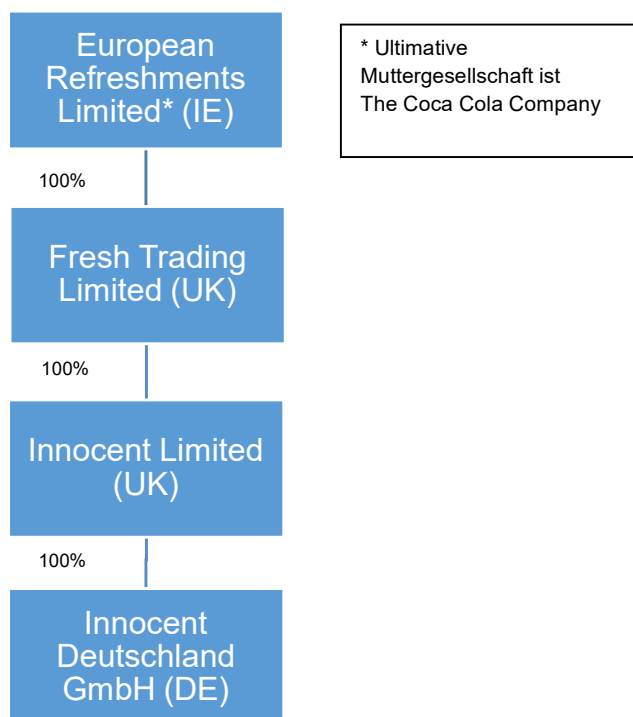 European
Refreshments
Limited* (IE)
* Ultimative
Muttergesellschaft ist
The Coca Cola Company
100%
Fresh Trading
Limited (UK)
100%
Innocent Limited
(UK)
100%
Innocent
Deutschland
GmbH (DE)